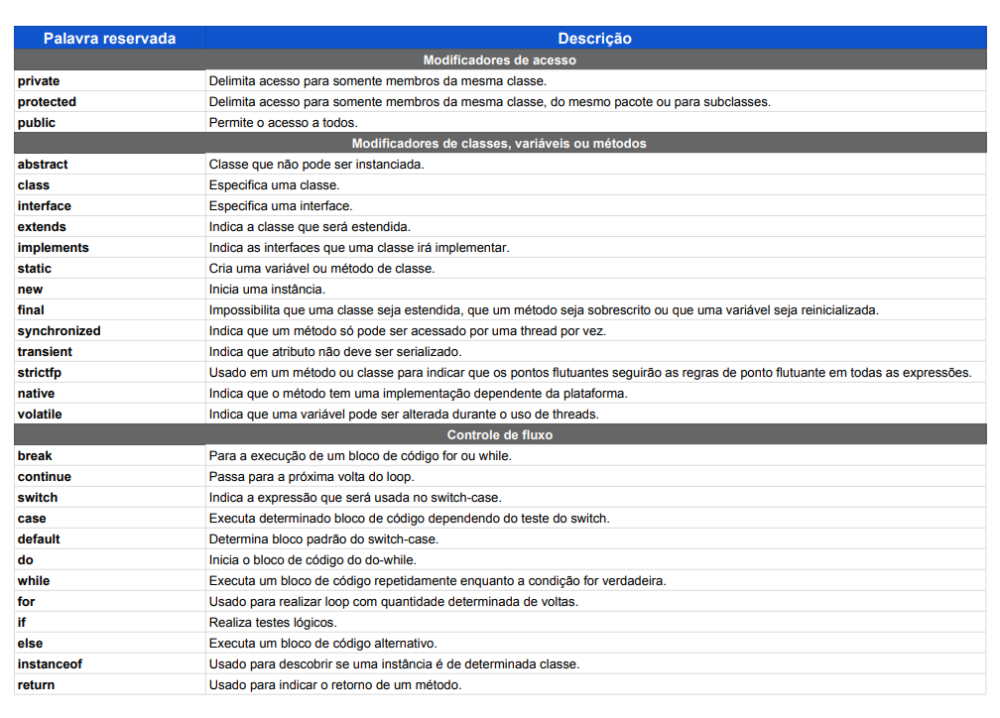 Palavra reservada Descrição
Modificadores de acesso
private Delimita acesso para somente membros da mesma classe.
protected Delimita acesso para somente membros da mesma classe, do mesmo pacote ou para subclasses.
public Permite o acesso a todos.
Modificadores de classes, variáveis ou métodos
abstract Classe que não pode ser instanciada.
class Especifica uma classe.
interface Especifica uma interface.
extends Indica a classe que será estendida.
implements Indica as interfaces que uma classe irá implementar.
static Cria uma variável ou método de classe.
new Inicia uma instância.
final Impossibilita que uma classe seja estendida, que um método seja sobrescrito ou que uma variável seja reinicializada.
synchronized Indica que um método só pode ser acessado por uma thread por vez.
transient Indica que atributo não deve ser serializado.
strictfp Usado em um método ou classe para indicar que os pontos flutuantes seguirão as regras de ponto flutuante em todas as expressões.
native Indica que o método tem uma implementação dependente da plataforma.
volatile Indica que uma variável pode ser alterada durante o uso de threads.
Controle de fluxo
break Para a execução de um bloco de código for ou while.
continue Passa para a próxima volta do loop.
switch Indica a expressão que será usada no switch-case.
case Executa determinado bloco de código dependendo do teste do switch.
default Determina bloco padrão do switch-case.
do Inicia o bloco de código do do-while.
while Executa um bloco de código repetidamente enquanto a condição for verdadeira.
for Usado para realizar loop com quantidade determinada de voltas.
if Realiza testes lógicos.
else Executa um bloco de código alternativo.
instanceof Usado para descobrir se uma instância é de determinada classe.
return Usado para indicar o retorno de um método.